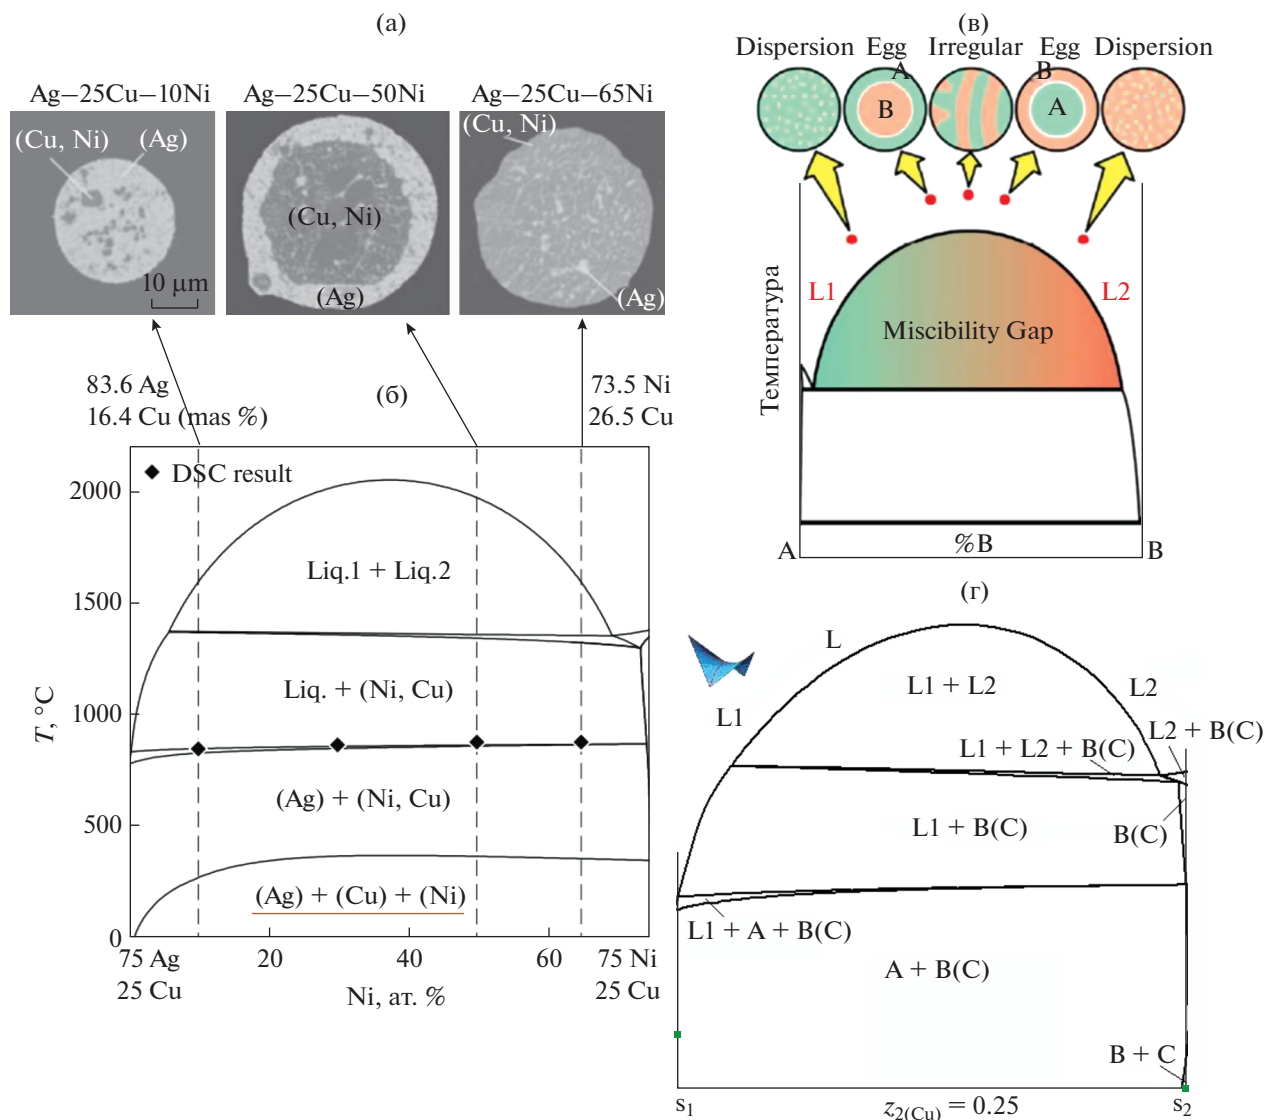 (а)
Ag–25Cu–10Ni
Ag–25Cu–50Ni
Ag–25Cu–65Ni
(Cu, Ni)
(Ag)
10 μm
(Cu, Ni)
(Ag)
(Cu, Ni)
(Ag)
83.6 Ag
16.4 Cu (mas %)
(б)
73.5 Ni
26.5 Cu
DSC result
2000
1500
1000
500
0
T, °C
Liq.1 + Liq.2
Liq. + (Ni, Cu)
(Ag) + (Ni, Cu)
(Ag) + (Cu) + (Ni)
75 Ag
25 Cu
20
40
60
75 Ni
25 Cu
Ni, ат. %
(в)
Dispersion
Egg
Irregular
Egg
Dispersion
A
B
B
A
L1
L2
Miscibility Gap
Температура
A
%B
B
(г)
L
L1 + L2
L1
L2
L2 + B(C)
L1 + L2 + B(C)
L1 + B(C)
B(C)
L1 + A + B(C)
A + B(C)
B + C
s1
z2(Cu) = 0.25
s2